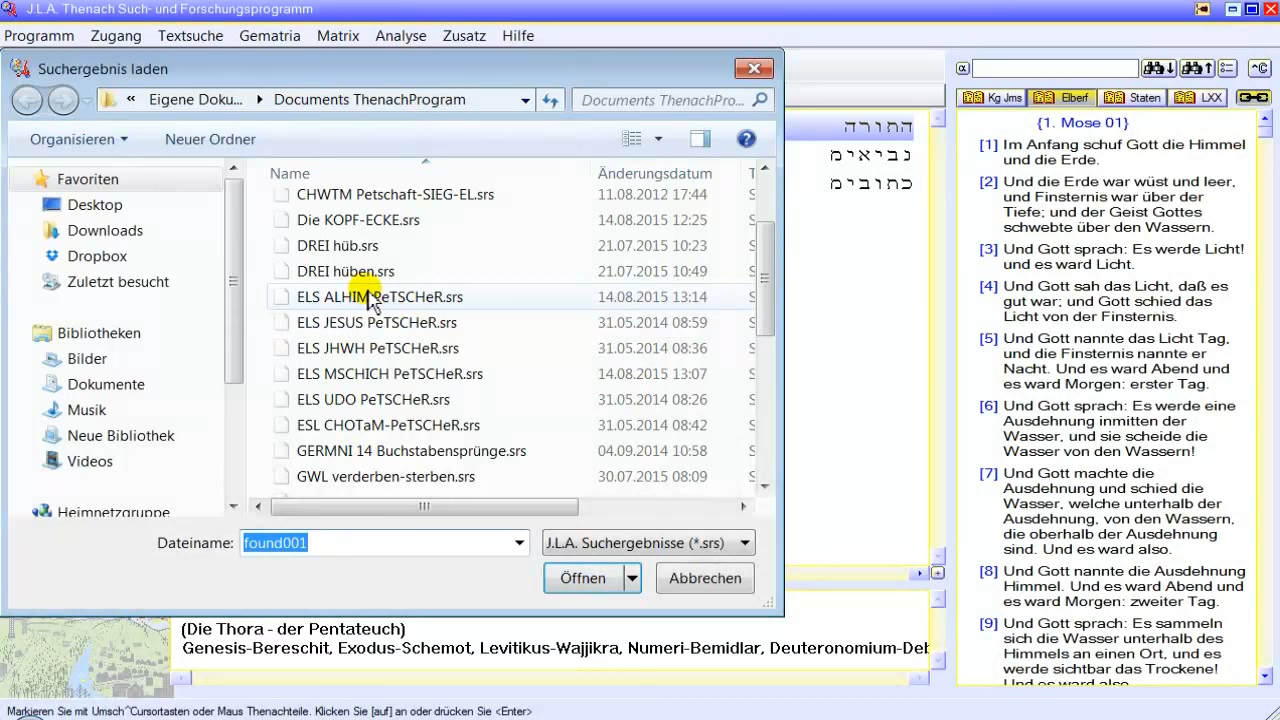 J.L.A. Thenach Such- und Forschungsprogramm
Programm Zugang Textsuche Gematria Matrix Analyse Zusatz Hilfe
Suchergebnis laden
« Eigene Doku... Documents ThenachProgram Documents ThenachPro...
Organisieren Neuer Ordner
Favoriten
Desktop
Downloads
Dropbox
Zuletzt besucht
Bibliotheken
Bilder
Dokumente
Musik
Neue Bibliothek
Videos
Heimnetzgruppe
Name Änderungsdatum T
CHWTM Petschaft-SIEG-EL.srs 11.08.2012 17:44 S
Die KOPF-ECKE.srs 14.08.2015 12:25 S
DREI hüb.srs 21.07.2015 10:23 S
DREI hüben.srs 21.07.2015 10:49 S
ELS ALHIM PeTSCHeR.srs 14.08.2015 13:14 S
ELS JESUS PeTSCHeR.srs 31.05.2014 08:59 S
ELS JHWH PeTSCHeR.srs 31.05.2014 08:36 S
ELS MSCHICH PeTSCHeR.srs 14.08.2015 13:07 S
ELS UDO PeTSCHeR.srs 31.05.2014 08:26 S
ESL CHOTaM-PeTSCHeR.srs 31.05.2014 08:42 S
GERMNI 14 Buchstabensprünge.srs 04.09.2014 10:58 S
GWL verderben-sterben.srs 30.07.2015 08:09 S
Dateiname: found001 J.L.A. Suchergebnisse (*.srs)
Öffnen Abbrechen
התורה
נביאימ
כתובימ
(Die Thora - der Pentateuch)
Genesis-Bereschit, Exodus-Schemot, Levitikus-Wajjikra, Numeri-Bemidlar, Deuteronomium-Deb
Kg Jms Elberf Staten LXX
{1. Mose 01}
[1] Im Anfang schuf Gott die Himmel
und die Erde.
[2] Und die Erde war wüst und leer,
und Finsternis war über der
Tiefe; und der Geist Gottes
schwebte über den Wassern.
[3] Und Gott sprach: Es werde Licht!
und es ward Licht.
[4] Und Gott sah das Licht, daß es
gut war; und Gott schied das
Licht von der Finsternis.
[5] Und Gott nannte das Licht Tag,
und die Finsternis nannte er
Nacht. Und es ward Abend und
es ward Morgen: erster Tag.
[6] Und Gott sprach: Es werde eine
Ausdehnung inmitten der
Wasser, und sie scheide die
Wasser von den Wassern!
[7] Und Gott machte die
Ausdehnung und schied die
Wasser, welche unterhalb der
Ausdehnung, von den Wassern,
die oberhalb der Ausdehnung
sind. Und es ward also.
[8] Und Gott nannte die Ausdehnung
Himmel. Und es ward Abend und
es ward Morgen: zweiter Tag.
[9] Und Gott sprach: Es sammeln
sich die Wasser unterhalb des
Himmels an einen Ort, und es
werde sichtbar das Trockene!
Und es ward also.
Markieren Sie mit Umsch^Cursortasten oder Maus Thenachteile. Klicken Sie [auf] an oder drücken Sie <Enter>